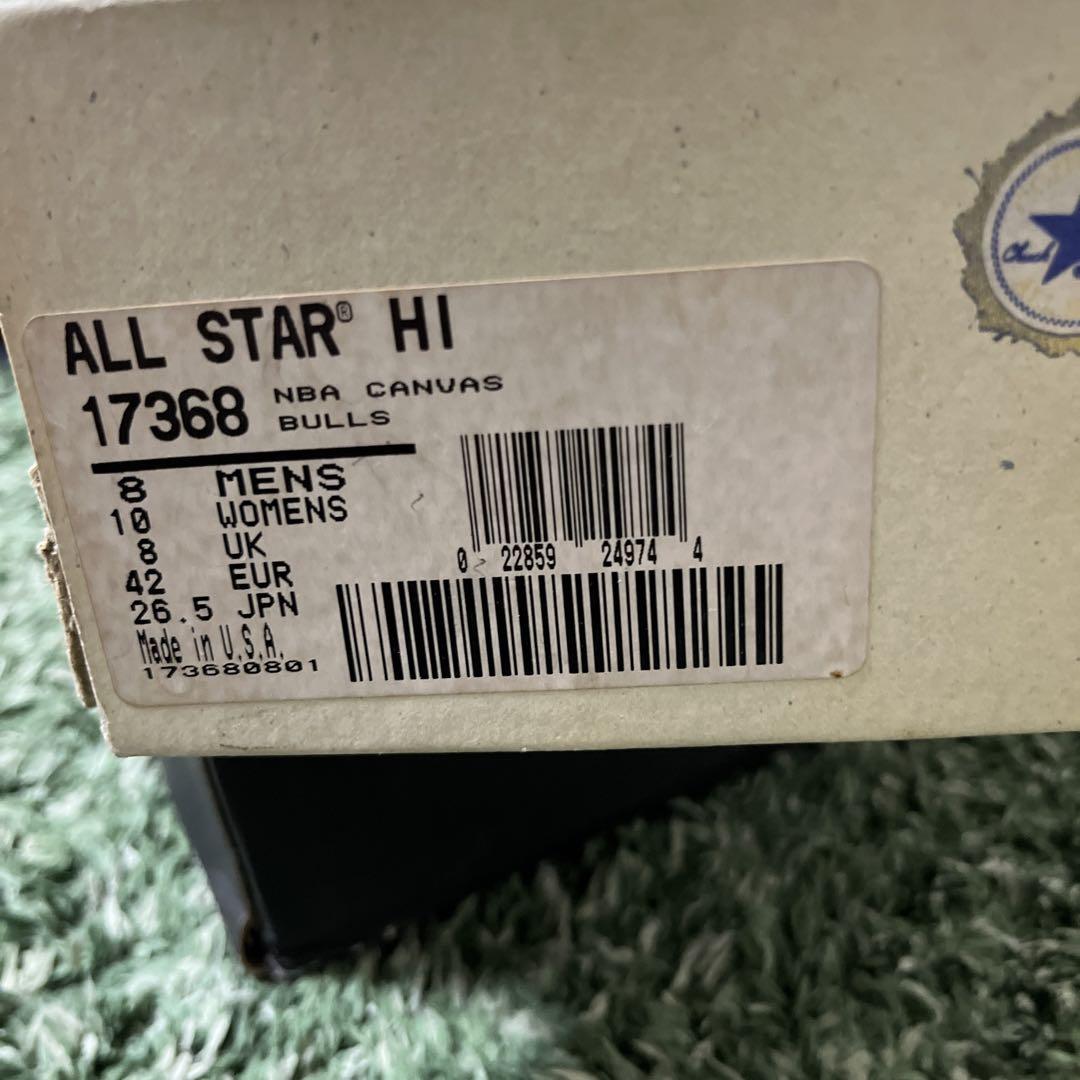 ALL STAR® HI
17368 NBA CANVAS
BULLS
8 MENS
10 WOMENS
8 UK
42 EUR
26.5 JPN
Made in U.S.A.
173680801
0 22859 24974 4
Chuck